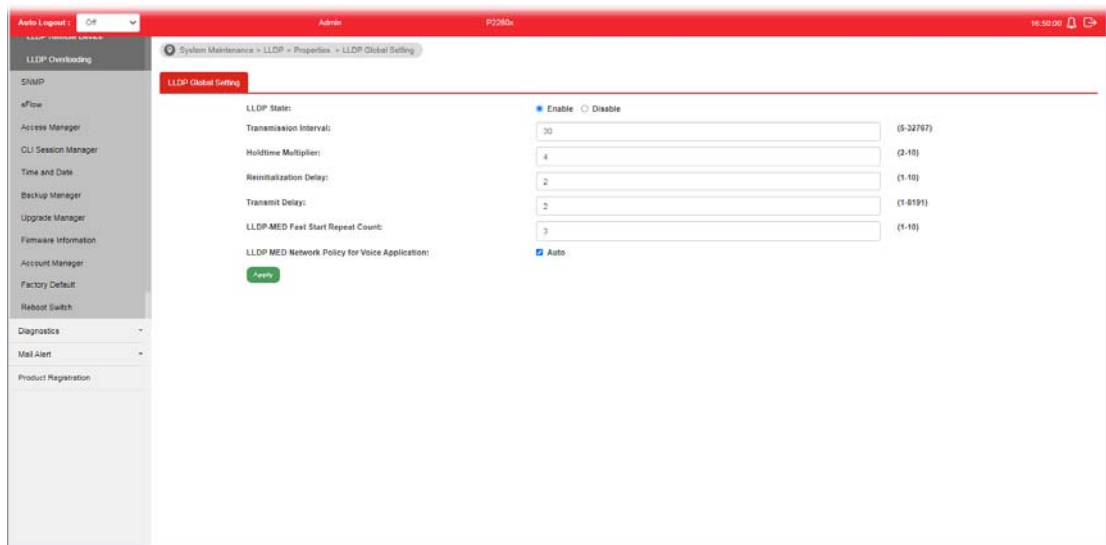 Auto Logout : Off Admin P2280x 16:50:00
LLDP Remote Device
LLDP Overloading
SNMP
eFlow
Access Manager
CLI Session Manager
Time and Date
Backup Manager
Upgrade Manager
Firmware Information
Account Manager
Factory Default
Reboot Switch
Diagnostics
Mail Alert
Product Registration
System Maintenance > LLDP > Properties > LLDP Global Setting
LLDP Global Setting
LLDP State: Enable Disable
Transmission Interval: 30 (5-32767)
Holdtime Multiplier: 4 (2-10)
Reinitialization Delay: 2 (1-10)
Transmit Delay: 2 (1-8191)
LLDP-MED Fast Start Repeat Count: 3 (1-10)
LLDP MED Network Policy for Voice Application: Auto
Apply